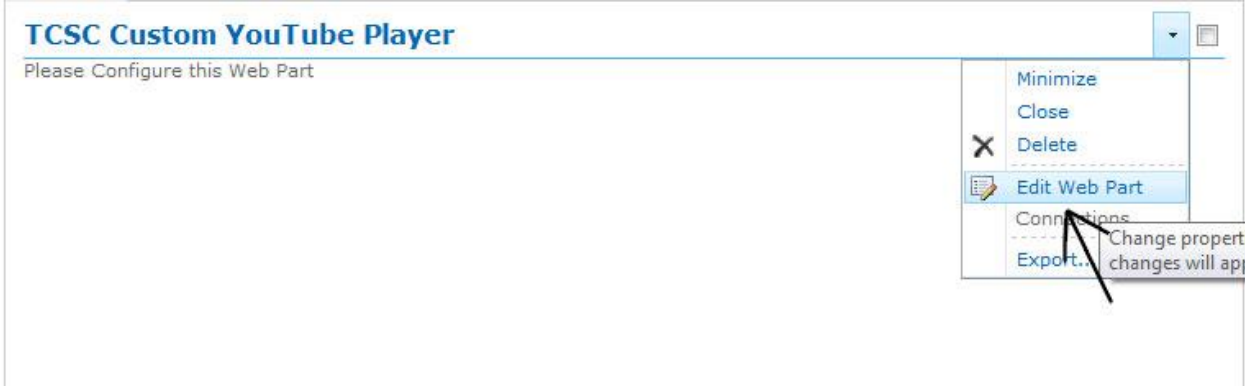 TCSC Custom YouTube Player
Please Configure this Web Part
Minimize
Close
Delete
Edit Web Part
Connections
Export...
Change propert
changes will app